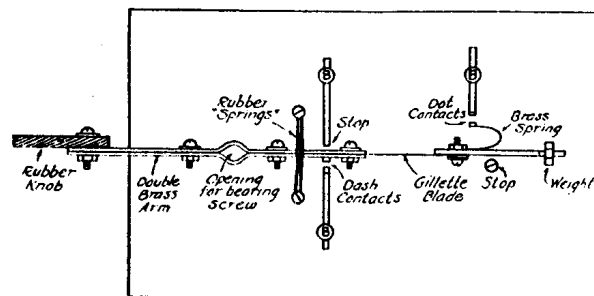 Rubber
"Springs"
Stop
Dot
Contacts
Brass
Spring
Rubber
Knob
Double
Brass
Arm
Opening
for bearing
screw
Dash
Contacts
Gillette
Blade
Stop
Weight
B
B
B